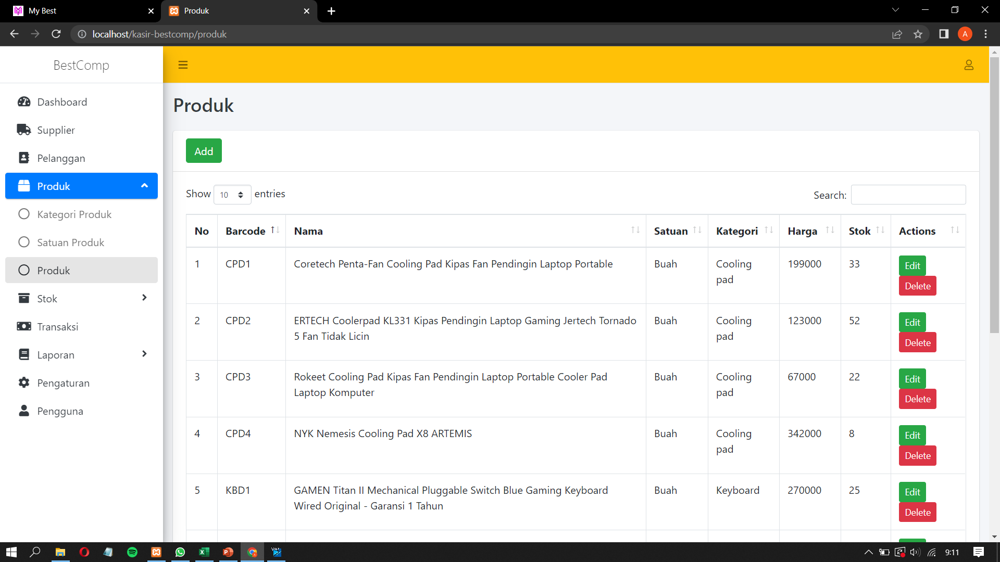 My Best
Produk
localhost/kasir-bestcomp/produk
A
BestComp
Dashboard
Supplier
Pelanggan
Produk
Kategori Produk
Satuan Produk
Produk
Stok
Transaksi
Laporan
Pengaturan
Pengguna
Produk
Add
Show 10 entries
Search:
No Barcode Nama Satuan Kategori Harga Stok Actions
1 CPD1 Coretech Penta-Fan Cooling Pad Kipas Fan Pendingin Laptop Portable Buah Cooling 199000 33 Edit
pad Delete
2 CPD2 ERTECH Coolerpad KL331 Kipas Pendingin Laptop Gaming Jertech Tornado Buah Cooling 123000 52 Edit
5 Fan Tidak Licin pad Delete
3 CPD3 Rokeet Cooling Pad Kipas Fan Pendingin Laptop Portable Cooler Pad Buah Cooling 67000 22 Edit
Laptop Komputer pad Delete
4 CPD4 NYK Nemesis Cooling Pad X8 ARTEMIS Buah Cooling 342000 8 Edit
pad Delete
5 KBD1 GAMEN Titan II Mechanical Pluggable Switch Blue Gaming Keyboard Buah Keyboard 270000 25 Edit
Wired Original - Garansi 1 Tahun Delete
9:11